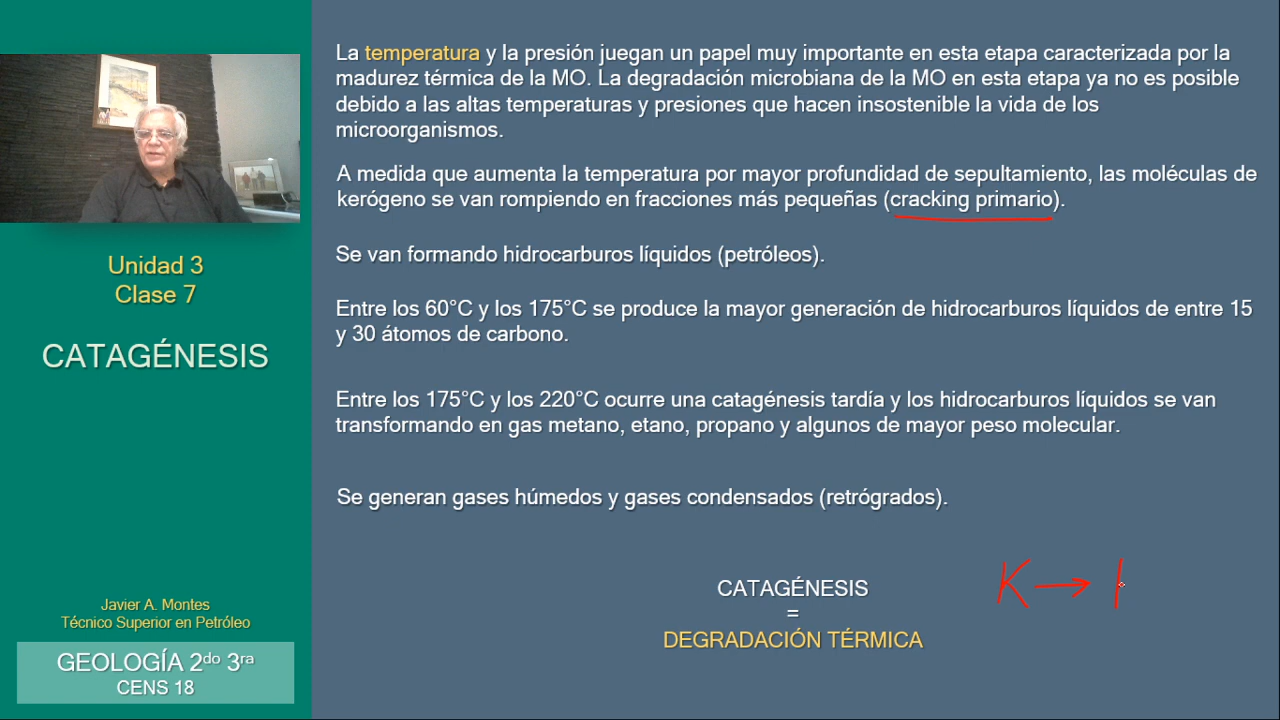 Unidad 3
Clase 7
CATAGÉNESIS
Javier A. Montes
Técnico Superior en Petróleo
GEOLOGÍA 2do 3ra
CENS 18
La temperatura y la presión juegan un papel muy importante en esta etapa caracterizada por la
madurez térmica de la MO. La degradación microbiana de la MO en esta etapa ya no es posible
debido a las altas temperaturas y presiones que hacen insostenible la vida de los
microorganismos.
A medida que aumenta la temperatura por mayor profundidad de sepultamiento, las moléculas de
kerógeno se van rompiendo en fracciones más pequeñas (cracking primario).
Se van formando hidrocarburos líquidos (petróleos).
Entre los 60°C y los 175°C se produce la mayor generación de hidrocarburos líquidos de entre 15
y 30 átomos de carbono.
Entre los 175°C y los 220°C ocurre una catagénesis tardía y los hidrocarburos líquidos se van
transformando en gas metano, etano, propano y algunos de mayor peso molecular.
Se generan gases húmedos y gases condensados (retrógrados).
CATAGÉNESIS
=
DEGRADACIÓN TÉRMICA
K →